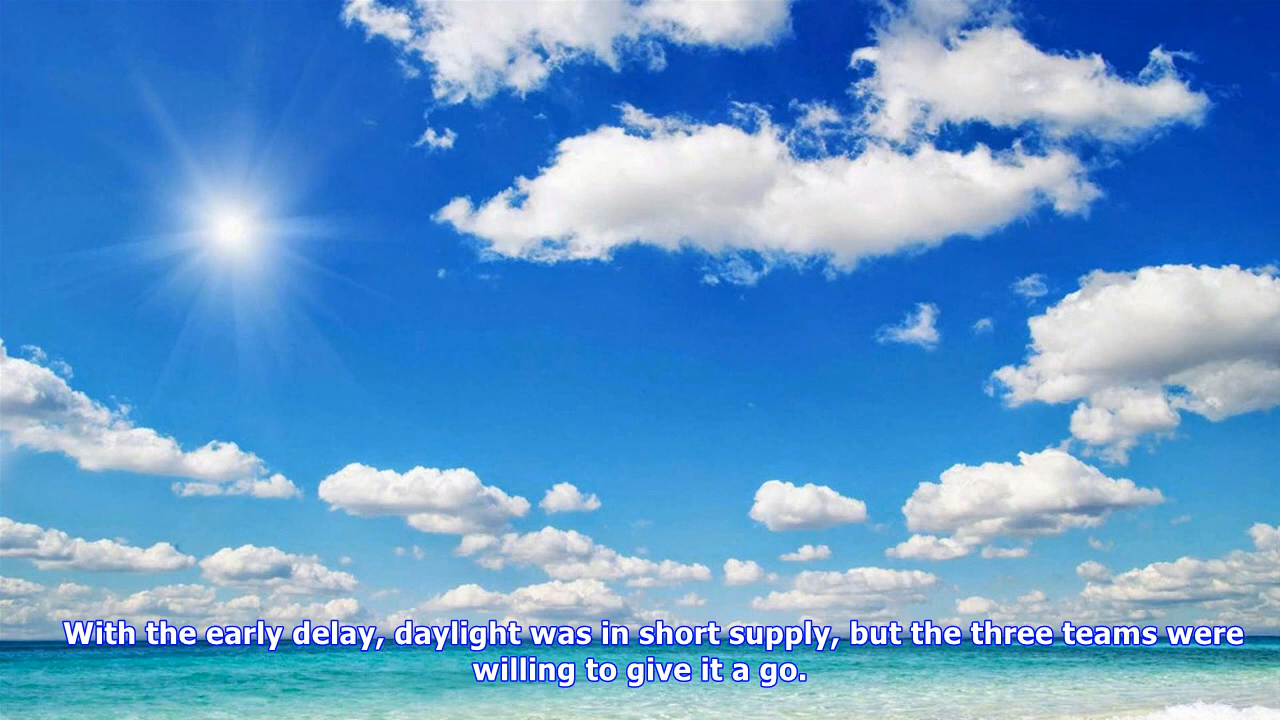 With the early delay, daylight was in short supply, but the three teams were
willing to give it a go.